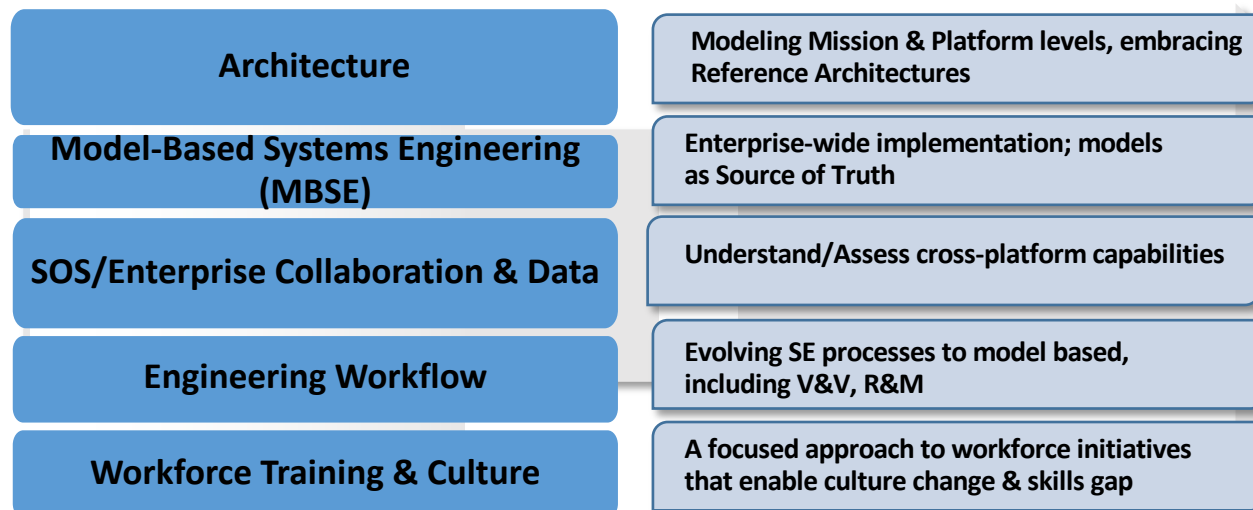 Architecture
Modeling Mission & Platform levels, embracing
Reference Architectures
Model-Based Systems Engineering
(MBSE)
Enterprise-wide implementation; models
as Source of Truth
SOS/Enterprise Collaboration & Data
Understand/Assess cross-platform capabilities
Engineering Workflow
Evolving SE processes to model based,
including V&V, R&M
Workforce Training & Culture
A focused approach to workforce initiatives
that enable culture change & skills gap